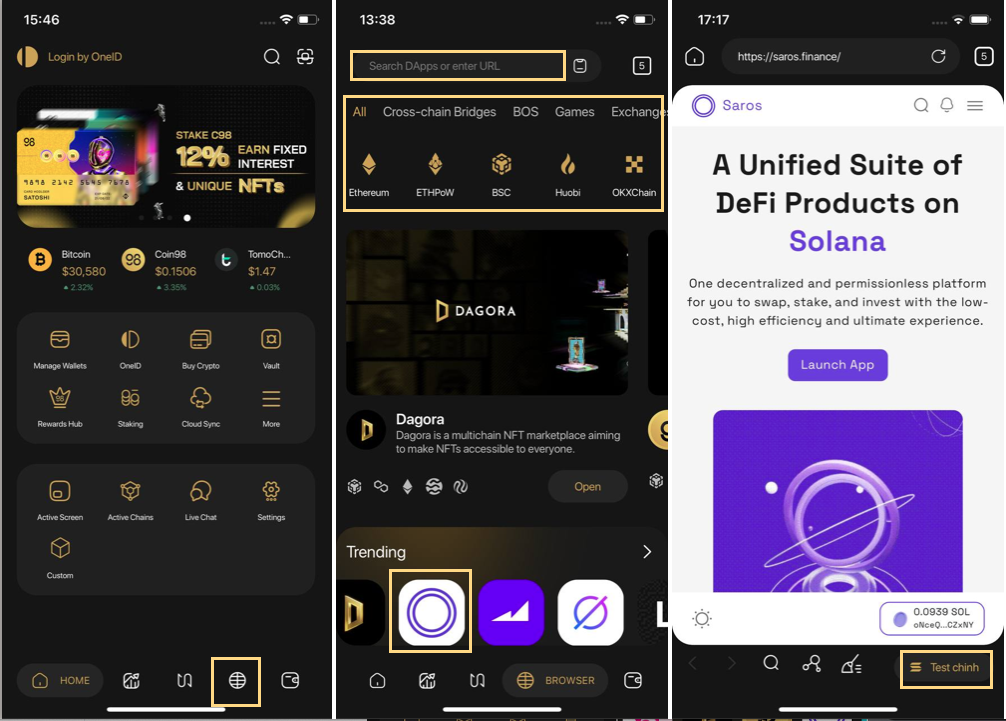 15:46
Login by OneID
98
9898 2142 5645 7678
SATOSHI
STAKE C98
12% EARN FIXED
INTEREST
& UNIQUE NFTs
Bitcoin
$30,580
2.32%
98
Coin98
$0.1506
3.35%
TomoCh...
$1.47
0.03%
Manage Wallets
OneID
Buy Crypto
Vault
Rewards Hub
Staking
Cloud Sync
More
Active Screen
Active Chains
Live Chat
Settings
Custom
HOME
13:38
Search DApps or enter URL
5
All
Cross-chain Bridges
BOS
Games
Exchanges
Ethereum
ETHPoW
BSC
Huobi
OKXChain
DAGORA
Dagora
Dagora is a multichain NFT marketplace aiming
to make NFTs accessible to everyone.
Open
Trending
BROWSER
17:17
https://saros.finance/
5
Saros
A Unified Suite of
DeFi Products on
Solana
One decentralized and permissionless platform
for you to swap, stake, and invest with the low-
cost, high efficiency and ultimate experience.
Launch App
0.0939 SOL
oNceQ...CZxNY
Test chinh